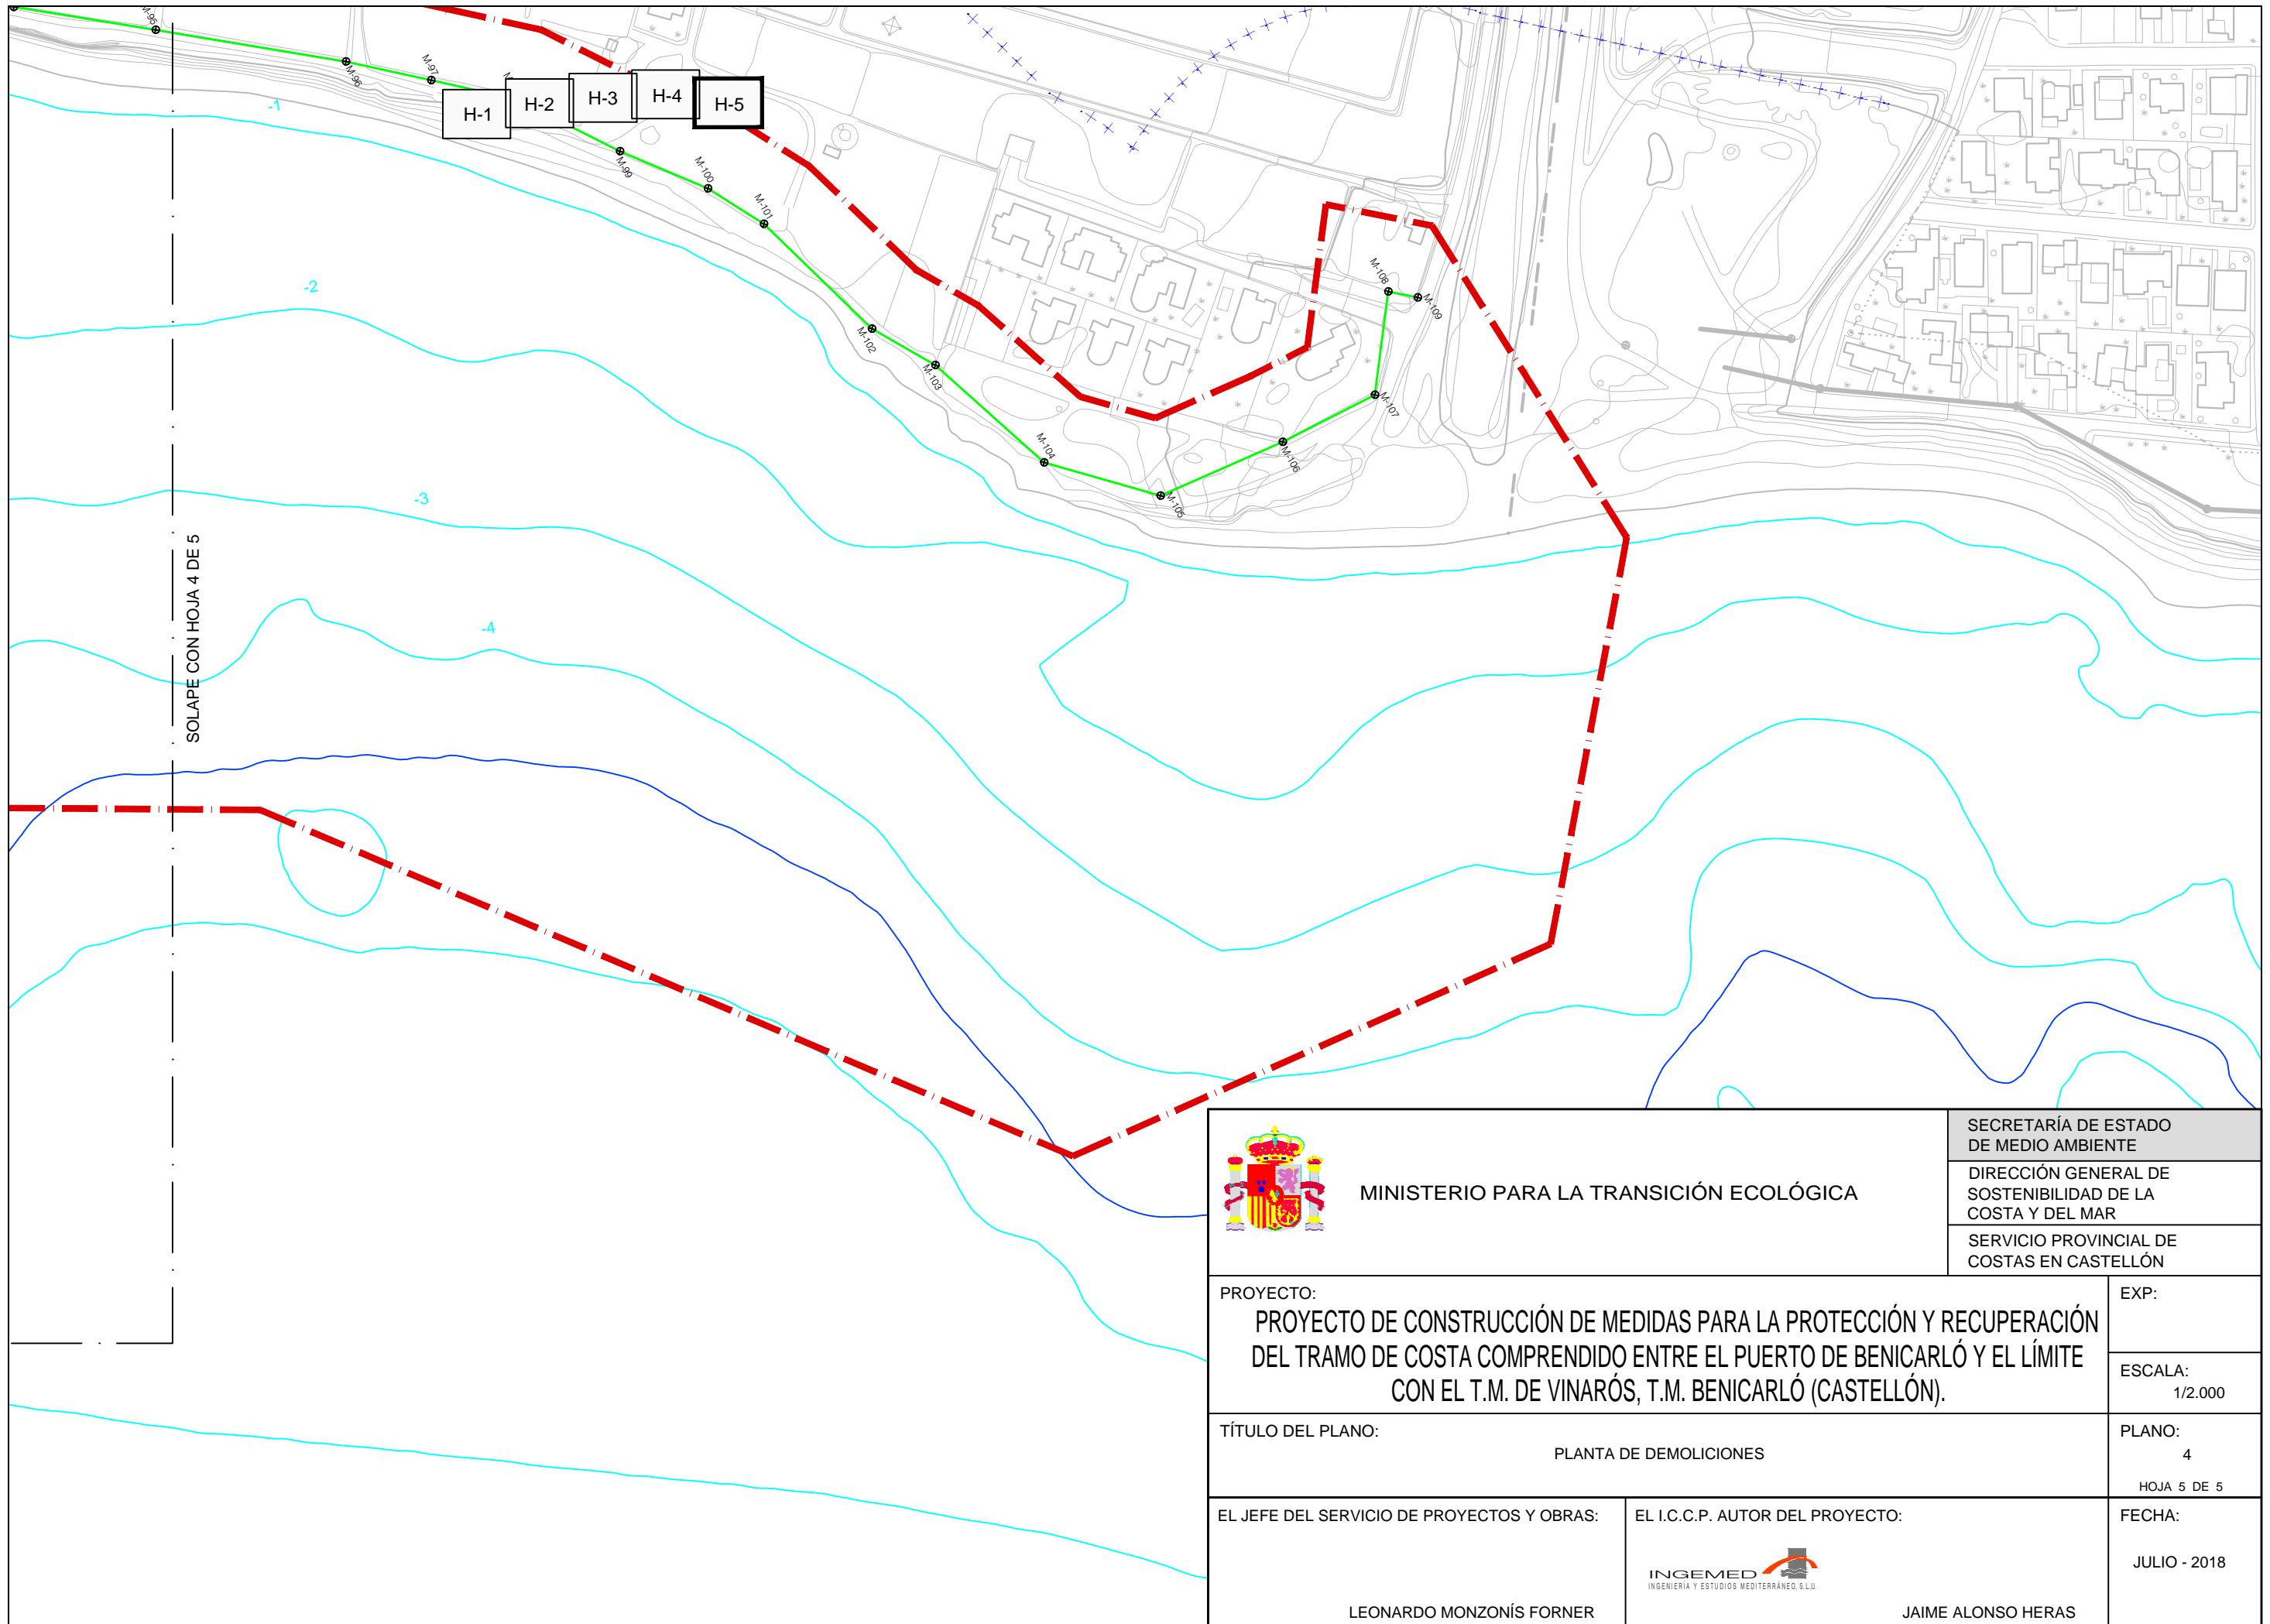 M-95
M-96
M-97
H-1
H-2
H-3
H-4
H-5
M-99
M-100
M-101
M-102
M-103
M-104
M-105
M-106
M-107
M-108
M-109
-1
-2
-3
-4
SOLAPE CON HOJA 4 DE 5
MINISTERIO PARA LA TRANSICIÓN ECOLÓGICA
SECRETARÍA DE ESTADO
DE MEDIO AMBIENTE
DIRECCIÓN GENERAL DE
SOSTENIBILIDAD DE LA
COSTA Y DEL MAR
SERVICIO PROVINCIAL DE
COSTAS EN CASTELLÓN
PROYECTO:
PROYECTO DE CONSTRUCCIÓN DE MEDIDAS PARA LA PROTECCIÓN Y RECUPERACIÓN
DEL TRAMO DE COSTA COMPRENDIDO ENTRE EL PUERTO DE BENICARLÓ Y EL LÍMITE
CON EL T.M. DE VINARÓS, T.M. BENICARLÓ (CASTELLÓN).
EXP:
ESCALA:
1/2.000
TÍTULO DEL PLANO:
PLANTA DE DEMOLICIONES
PLANO:
4
HOJA 5 DE 5
EL JEFE DEL SERVICIO DE PROYECTOS Y OBRAS:
LEONARDO MONZONÍS FORNER
EL I.C.C.P. AUTOR DEL PROYECTO:
INGEMED
INGENIERÍA Y ESTUDIOS MEDITERRÁNEO, S.L.U.
JAIME ALONSO HERAS
FECHA:
JULIO - 2018